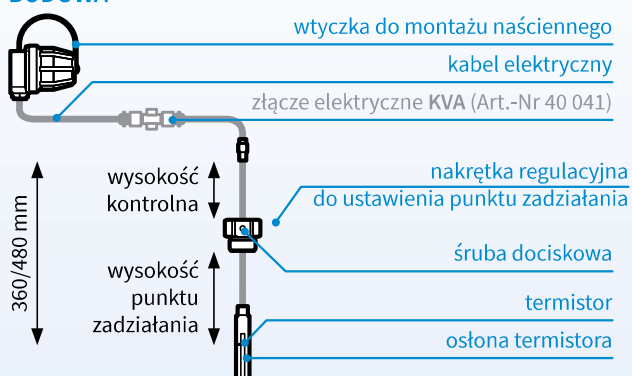 BUDOWA
wtyczka do montażu naściennego
kabel elektryczny
złącze elektryczne KVA (Art.-Nr 40 041)
wysokość
kontrolna
nakrętka regulacyjna
do ustawienia punktu zadziałania
360/480 mm
śruba dociskowa
wysokość
punktu
zadziałania
termistor
osłona termistora